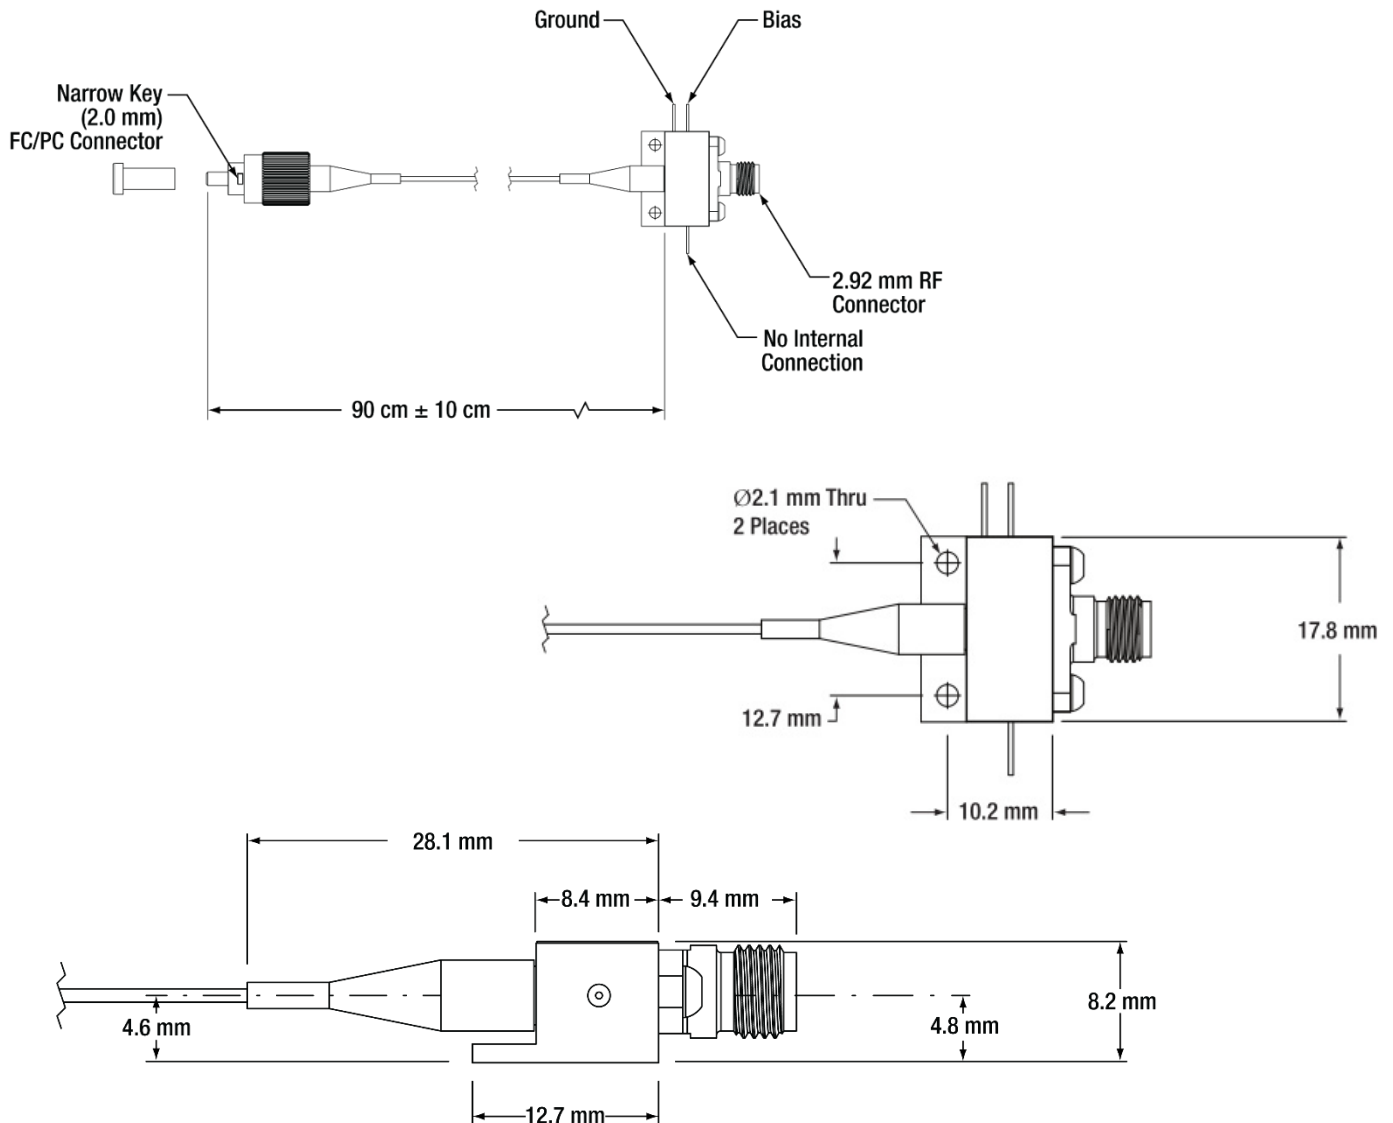 Ground
Bias
Narrow Key
(2.0 mm)
FC/PC Connector
2.92 mm RF
Connector
No Internal
Connection
90 cm ± 10 cm
Ø2.1 mm Thru
2 Places
17.8 mm
12.7 mm
10.2 mm
28.1 mm
8.4 mm
9.4 mm
8.2 mm
4.6 mm
4.8 mm
12.7 mm